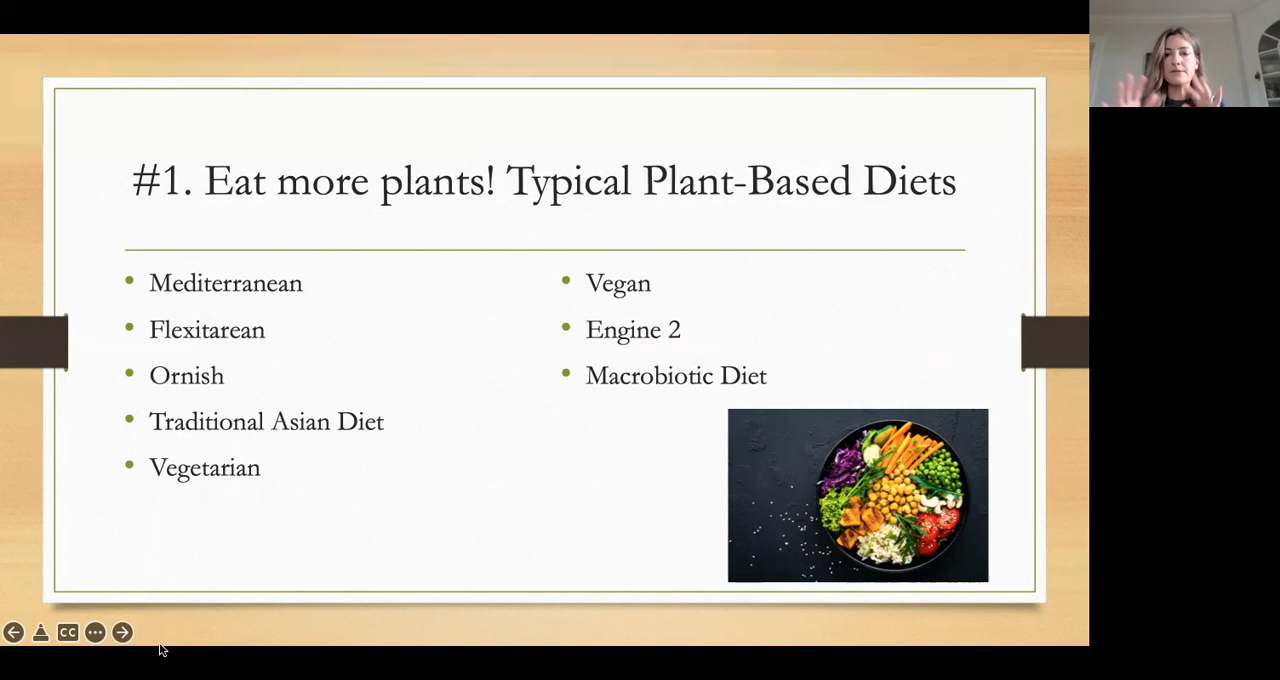 #1. Eat more plants! Typical Plant-Based Diets
Mediterranean
Flexitarean
Ornish
Traditional Asian Diet
Vegetarian
Vegan
Engine 2
Macrobiotic Diet
CC